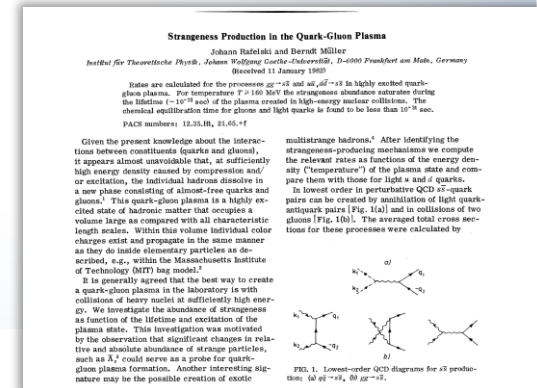 Strangeness Production in the Quark-Gluon Plasma
Johann Rafelski and Berndt Müller
Institut für Theoretische Physik, Johann Wolfgang Goethe-Universität, D-6000 Frankfurt am Main, Germany
(Received 11 January 1982)
Rates are calculated for the processes gg → ss̄ and uū, dd̄ → ss̄ in highly excited quark-
gluon plasma. For temperature T ≥ 160 MeV the strangeness abundance saturates during
the lifetime (~ 10⁻²³ sec) of the plasma created in high-energy nuclear collisions. The
chemical equilibration time for gluons and light quarks is found to be less than 10⁻²⁴ sec.
PACS numbers: 12.35.Ht, 21.65.+f
Given the present knowledge about the interac-
tions between constituents (quarks and gluons),
it appears almost unavoidable that, at sufficiently
high energy density caused by compression and/
or excitation, the individual hadrons dissolve in
a new phase consisting of almost-free quarks and
gluons.¹ This quark-gluon plasma is a highly ex-
cited state of hadronic matter that occupies a
volume large as compared with all characteristic
length scales. Within this volume individual color
charges exist and propagate in the same manner
as they do inside elementary particles as de-
scribed, e.g., within the Massachusetts Institute
of Technology (MIT) bag model.²
It is generally agreed that the best way to create
a quark-gluon plasma in the laboratory is with
collisions of heavy nuclei at sufficiently high ener-
gy. We investigate the abundance of strangeness
as function of the lifetime and excitation of the
plasma state. This investigation was motivated
by the observation that significant changes in rela-
tive and absolute abundance of strange particles,
such as Λ̄,³ could serve as a probe for quark-
gluon plasma formation. Another interesting sig-
nature may be the possible creation of exotic
multistrange hadrons.⁴ After identifying the
strangeness-producing mechanisms we compute
the relevant rates as functions of the energy den-
sity ("temperature") of the plasma state and com-
pare them with those for light u and d quarks.
In lowest order in perturbative QCD ss̄-quark
pairs can be created by annihilation of light quark-
antiquark pairs [Fig. 1(a)] and in collisions of two
gluons [Fig. 1(b)]. The averaged total cross sec-
tions for these processes were calculated by
a)
k₁ q₁
k₂ q₂
k₁ q₁
k₂ q₂
b)
FIG. 1. Lowest-order QCD diagrams for ss̄ produc-
tion: (a) qq̄ → ss̄, (b) gg → ss̄.